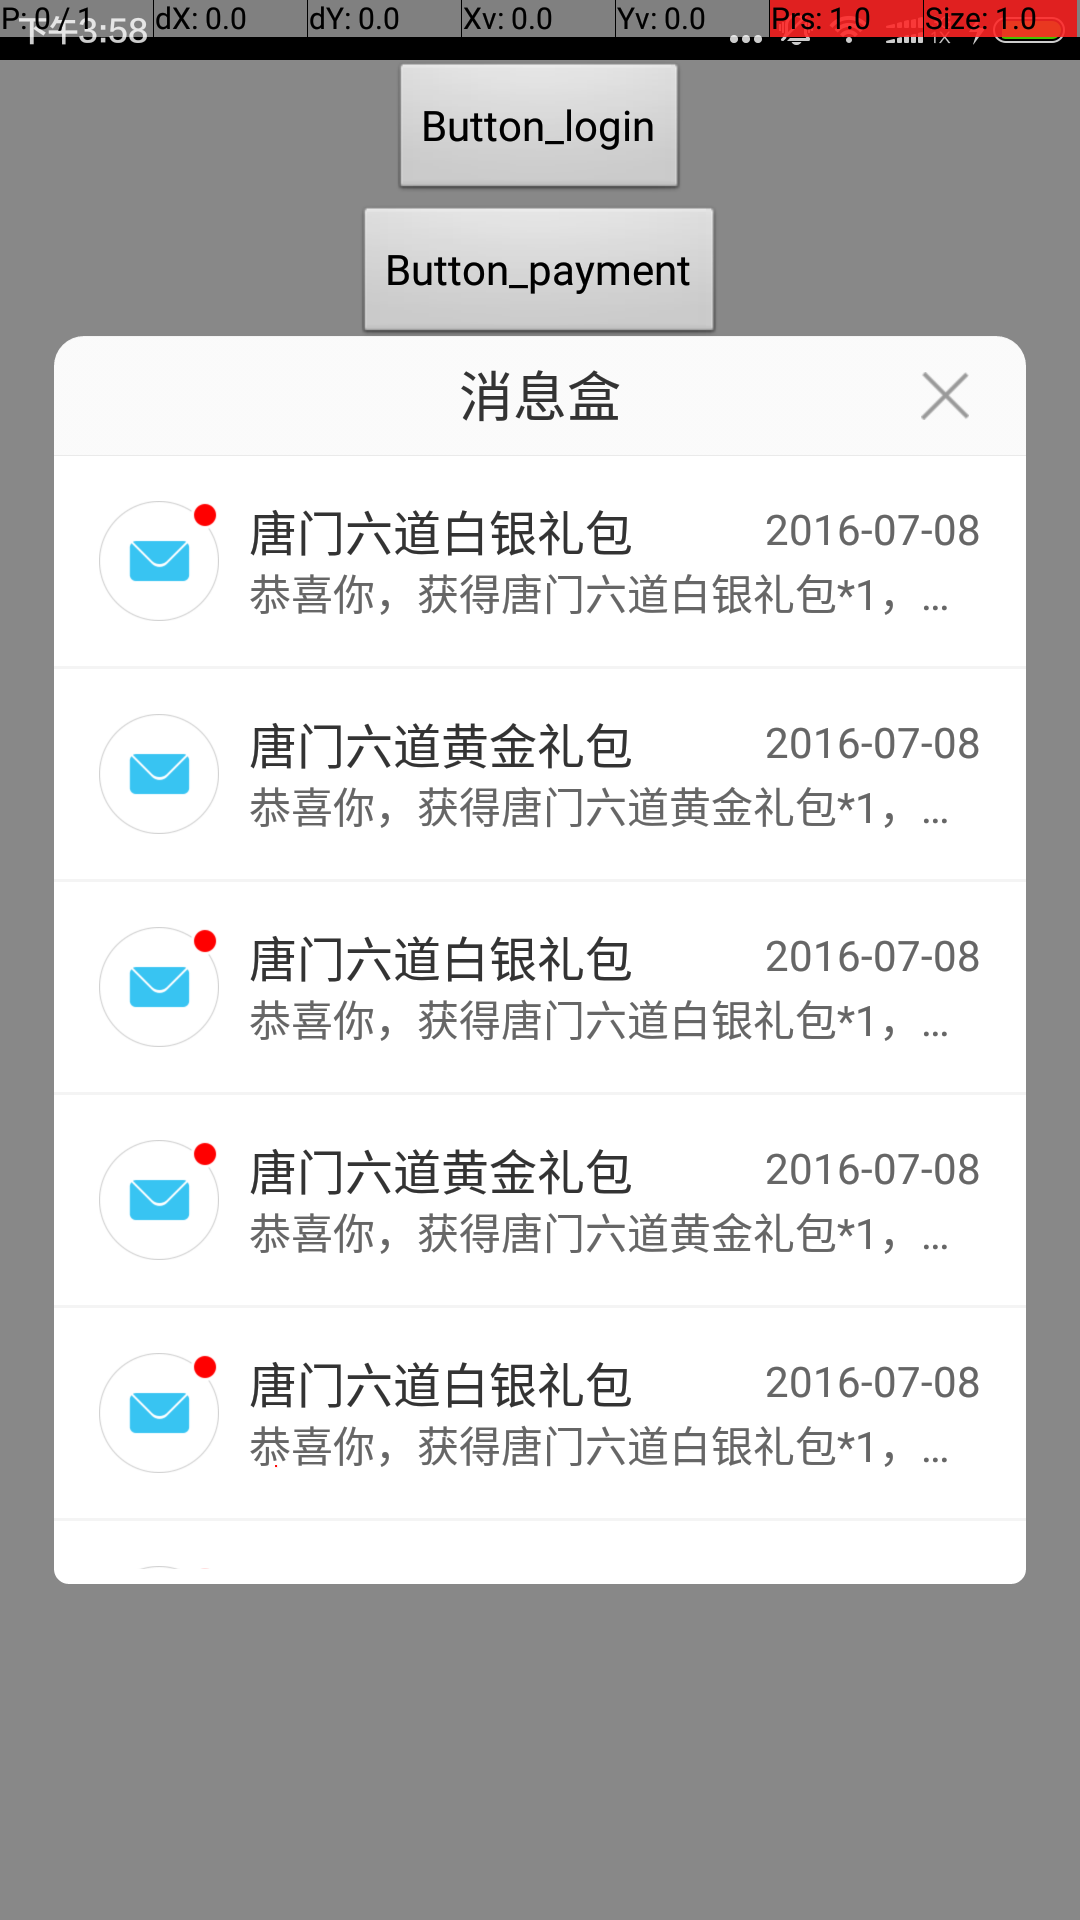 P: 0 / 1 dX: 0.0 dY: 0.0 Xv: 0.0 Yv: 0.0 Prs: 1.0 Size: 1.0
下午3:58 1x
Button_login
Button_payment
消息盒
唐门六道白银礼包 2016-07-08
恭喜你，获得唐门六道白银礼包*1，...
唐门六道黄金礼包 2016-07-08
恭喜你，获得唐门六道黄金礼包*1，...
唐门六道白银礼包 2016-07-08
恭喜你，获得唐门六道白银礼包*1，...
唐门六道黄金礼包 2016-07-08
恭喜你，获得唐门六道黄金礼包*1，...
唐门六道白银礼包 2016-07-08
恭喜你，获得唐门六道白银礼包*1，...